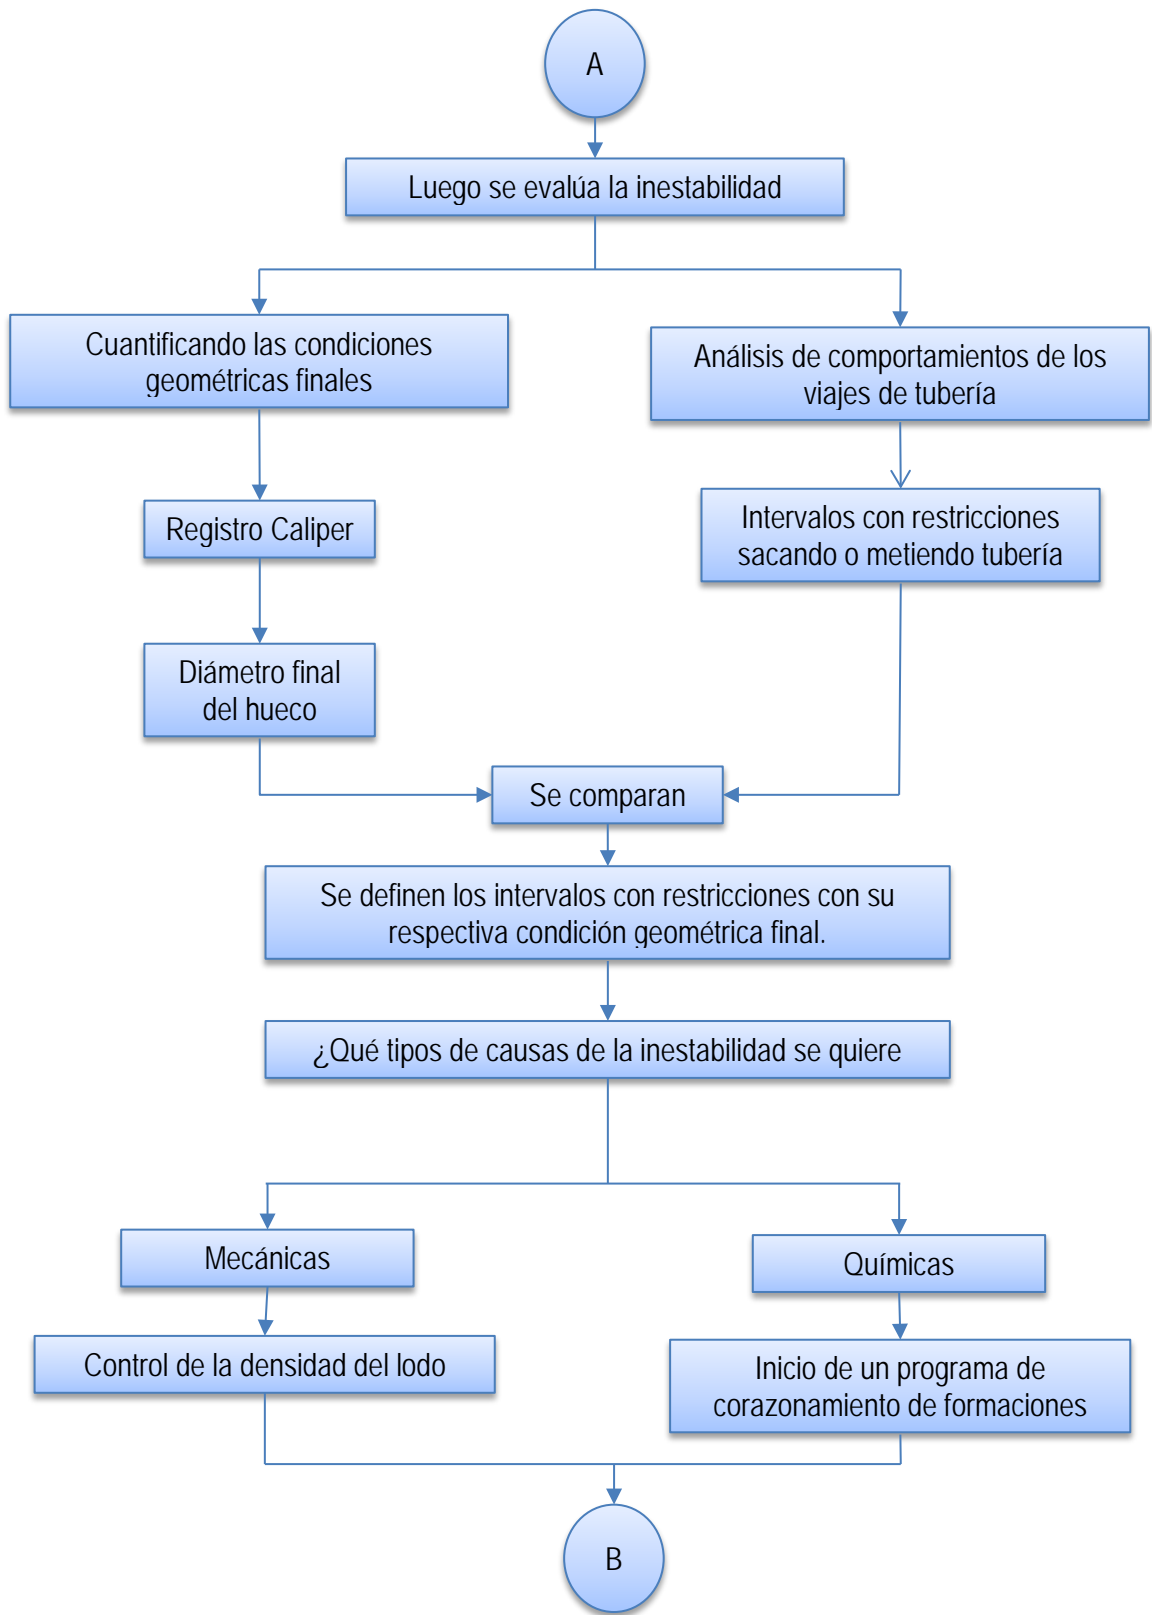 A
Luego se evalúa la inestabilidad
Cuantificando las condiciones
geométricas finales
Análisis de comportamientos de los
viajes de tubería
Registro Caliper
Intervalos con restricciones
sacando o metiendo tubería
Diámetro final
del hueco
Se comparan
Se definen los intervalos con restricciones con su
respectiva condición geométrica final.
¿Qué tipos de causas de la inestabilidad se quiere
Mecánicas
Químicas
Control de la densidad del lodo
Inicio de un programa de
corazonamiento de formaciones
B